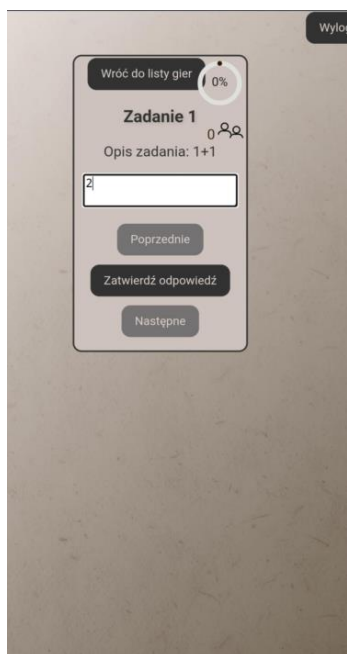 Wylo
Wróć do listy gier
0%
Zadanie 1
0
Opis zadania: 1+1
2
Poprzednie
Zatwierdź odpowiedź
Następne